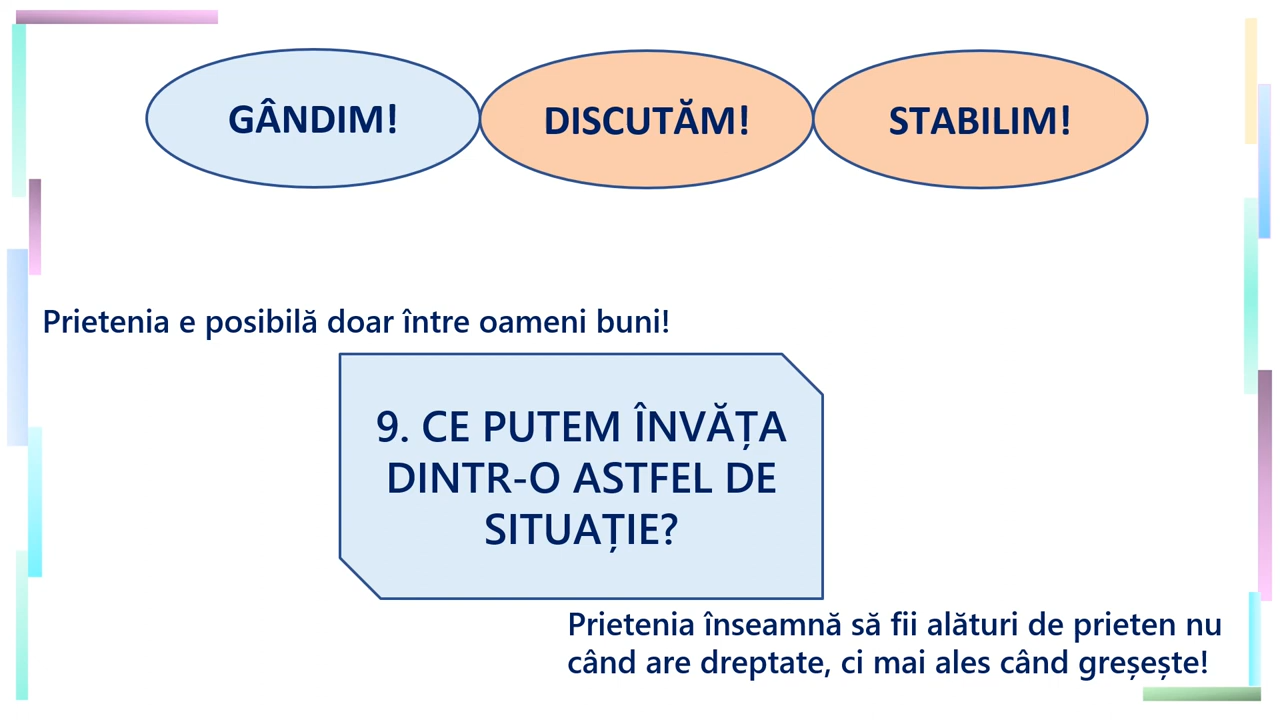 GÂNDIM!
DISCUTĂM!
STABILIM!
Prietenia e posibilă doar între oameni buni!
9. CE PUTEM ÎNVĂȚA
DINTR-O ASTFEL DE
SITUAȚIE?
Prietenia înseamnă să fii alături de prieten nu
când are dreptate, ci mai ales când greșește!